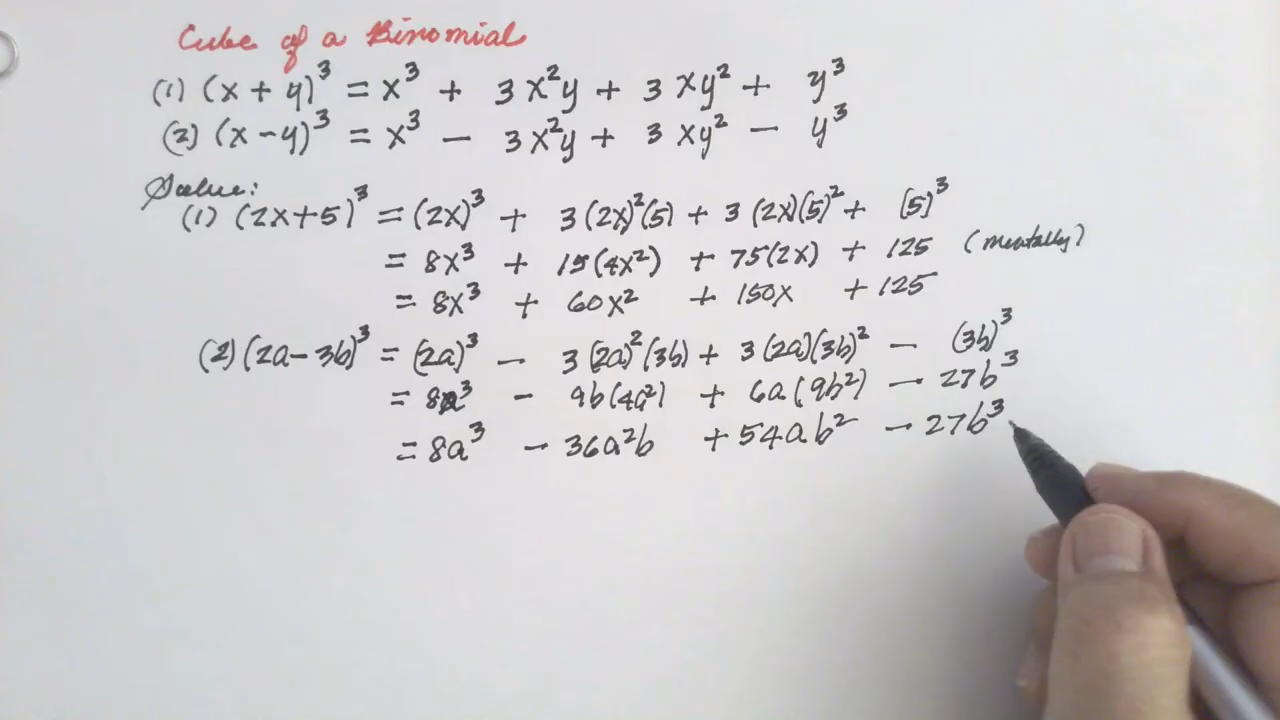 Cube of a Binomial
(1) (x + y)³ = x³ + 3x²y + 3xy² + y³
(2) (x - y)³ = x³ - 3x²y + 3xy² - y³
Solve:
(1) (2x+5)³ = (2x)³ + 3(2x)²(5) + 3(2x)(5)² + (5)³
= 8x³ + 15(4x²) + 75(2x) + 125 (mentally)
= 8x³ + 60x² + 150x + 125
(2) (2a - 3b)³ = (2a)³ - 3(2a)²(3b) + 3(2a)(3b)² - (3b)³
= 8a³ - 9b(4a²) + 6a(9b²) - 27b³
= 8a³ - 36a²b + 54ab² - 27b³